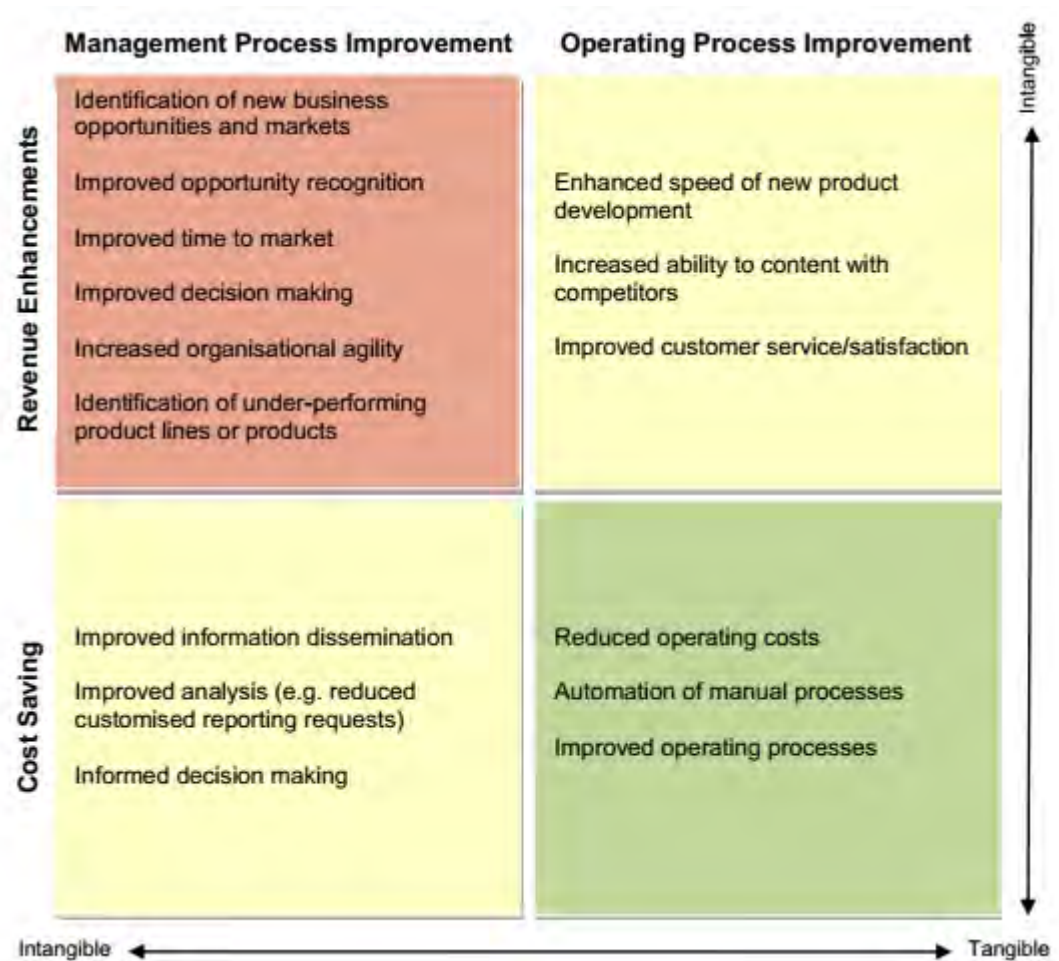 Management Process Improvement
Operating Process Improvement
Intangible
Revenue Enhancements
Identification of new business
opportunities and markets
Improved opportunity recognition
Improved time to market
Improved decision making
Increased organisational agility
Identification of under-performing
product lines or products
Enhanced speed of new product
development
Increased ability to content with
competitors
Improved customer service/satisfaction
Cost Saving
Improved information dissemination
Improved analysis (e.g. reduced
customised reporting requests)
Informed decision making
Reduced operating costs
Automation of manual processes
Improved operating processes
Intangible
Tangible